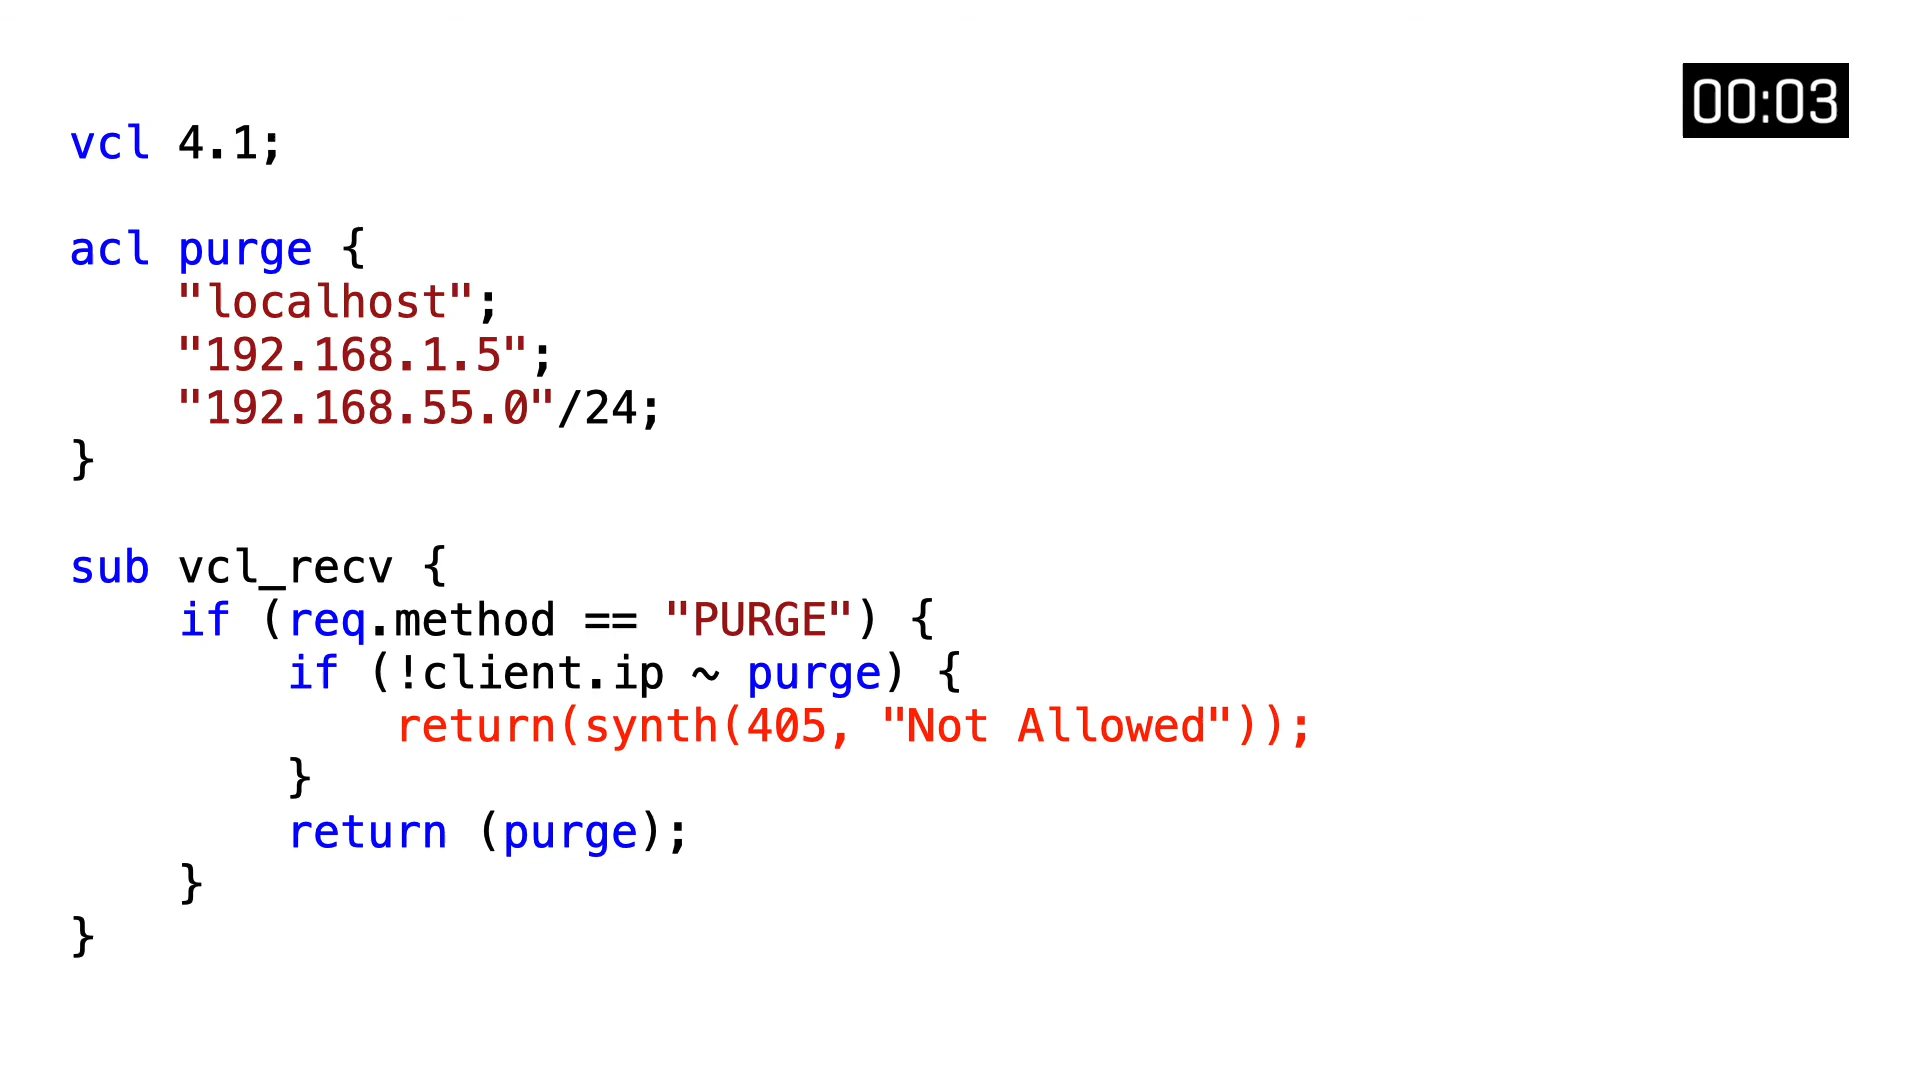 00:03
vcl 4.1;
acl purge {
"localhost";
"192.168.1.5";
"192.168.55.0"/24;
}
sub vcl_recv {
if (req.method == "PURGE") {
if (!client.ip ~ purge) {
return(synth(405, "Not Allowed"));
}
return (purge);
}
}